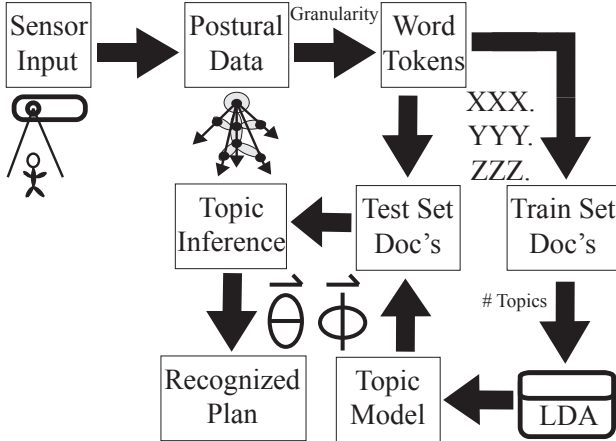 Sensor
Input
Postural
Data
Granularity
Word
Tokens
XXX.
YYY.
ZZZ.
Topic
Inference
Test Set
Doc's
Train Set
Doc's
# Topics
θ
ϕ
Recognized
Plan
Topic
Model
LDA